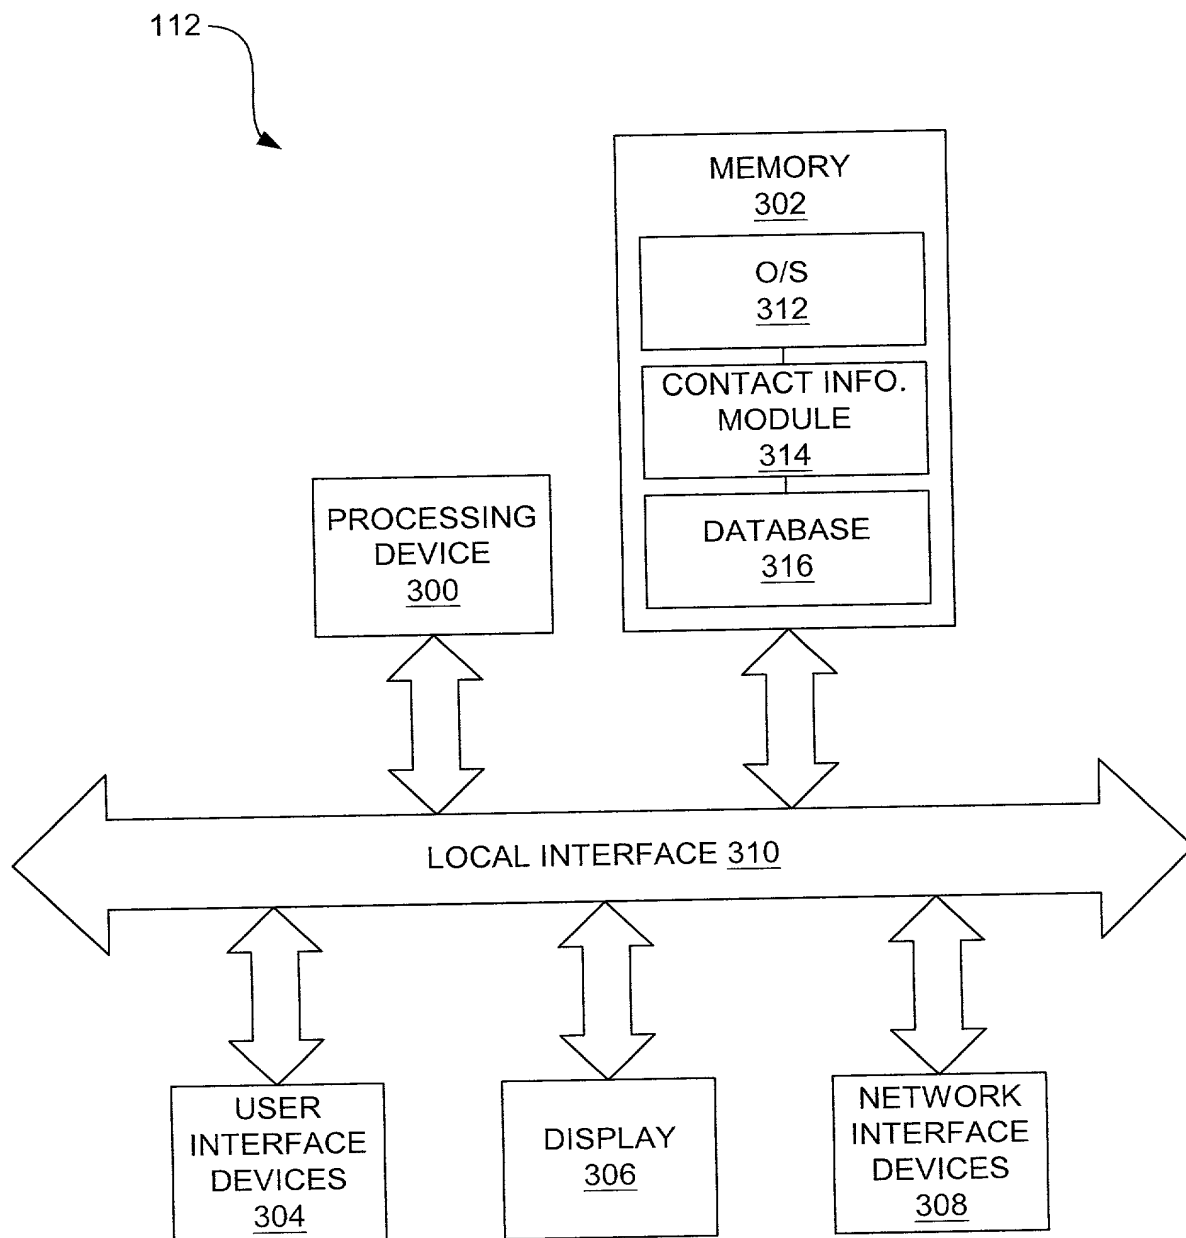 112
MEMORY
302
O/S
312
CONTACT INFO.
MODULE
314
DATABASE
316
PROCESSING
DEVICE
300
LOCAL INTERFACE 310
USER
INTERFACE
DEVICES
304
DISPLAY
306
NETWORK
INTERFACE
DEVICES
308